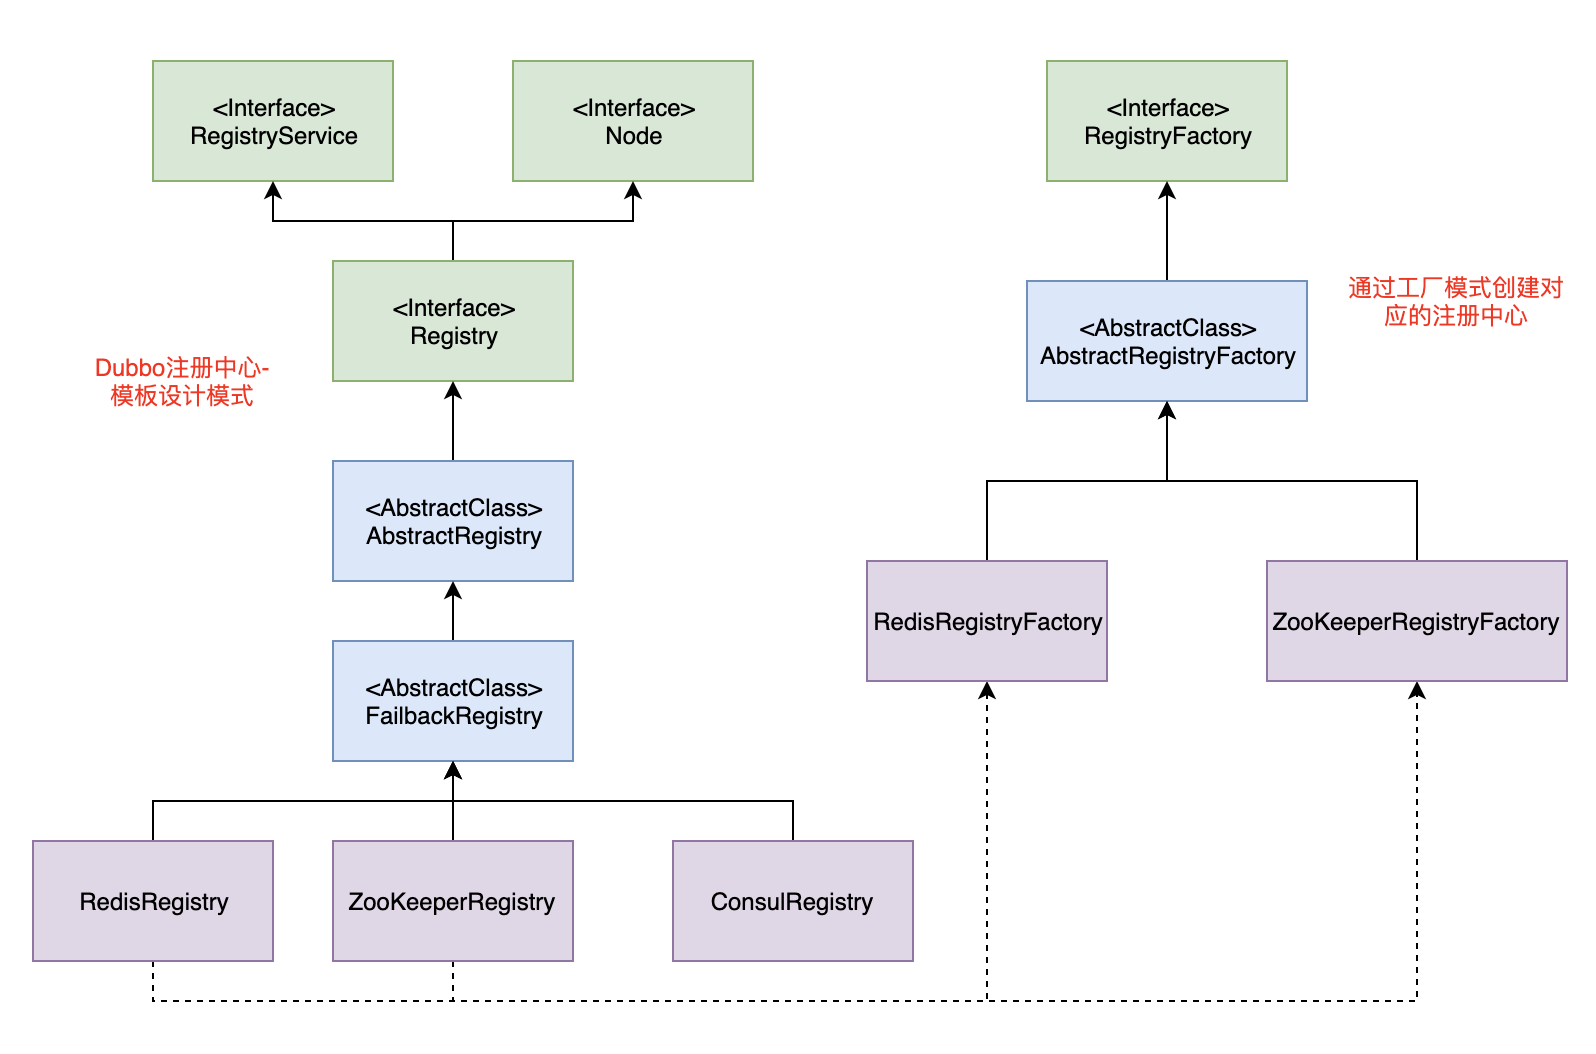 <Interface>
RegistryService
<Interface>
Node
<Interface>
RegistryFactory
<Interface>
Registry
Dubbo注册中心-
模板设计模式
<AbstractClass>
AbstractRegistryFactory
通过工厂模式创建对
应的注册中心
<AbstractClass>
AbstractRegistry
<AbstractClass>
FailbackRegistry
RedisRegistryFactory
ZooKeeperRegistryFactory
RedisRegistry
ZooKeeperRegistry
ConsulRegistry